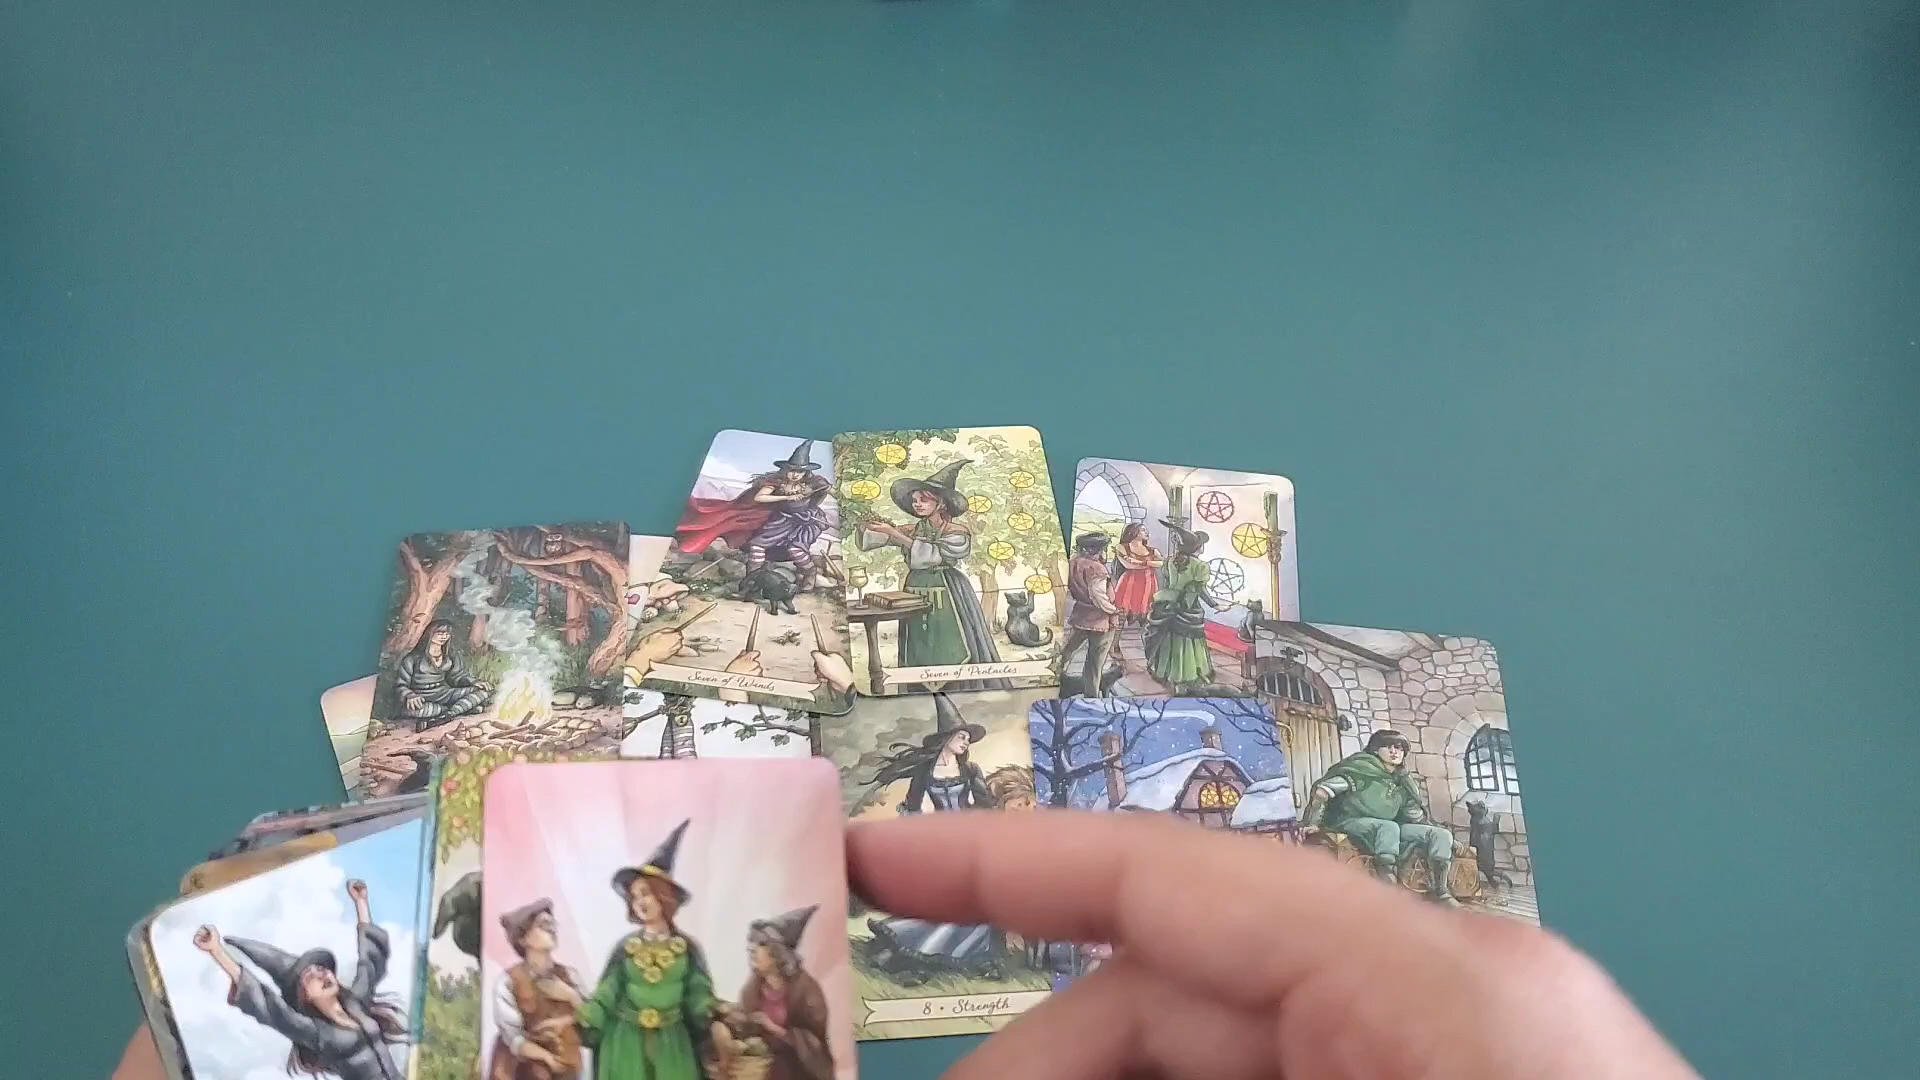 Seven of Wands
Seven of Pentacles
8 • Strength